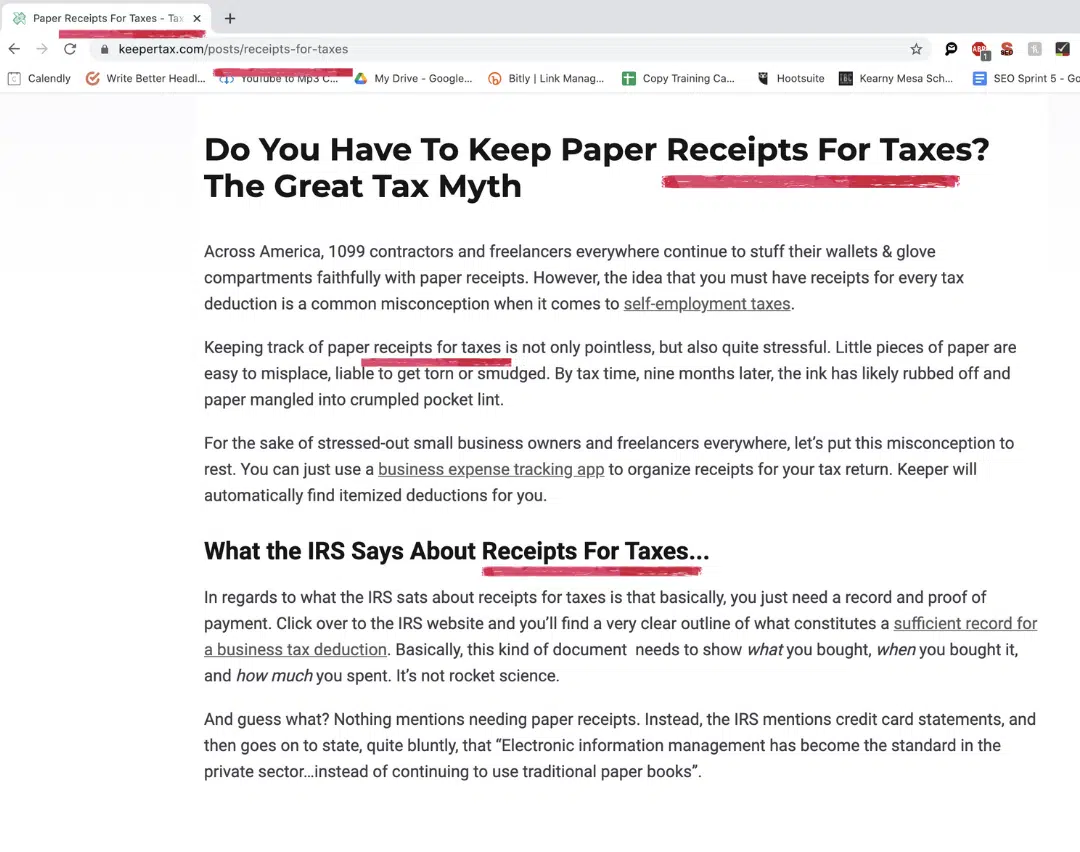 Paper Receipts For Taxes - Tax
keepertax.com/posts/receipts-for-taxes
ABP
1
SEO
Calendly
Write Better Headl...
YouTube to Mp3 C...
My Drive - Google...
Bitly | Link Manag...
Copy Training Ca...
Hootsuite
Kearny Mesa Sch...
SEO Sprint 5 - Go
Do You Have To Keep Paper Receipts For Taxes?
The Great Tax Myth
Across America, 1099 contractors and freelancers everywhere continue to stuff their wallets & glove
compartments faithfully with paper receipts. However, the idea that you must have receipts for every tax
deduction is a common misconception when it comes to self-employment taxes.
Keeping track of paper receipts for taxes is not only pointless, but also quite stressful. Little pieces of paper are
easy to misplace, liable to get torn or smudged. By tax time, nine months later, the ink has likely rubbed off and
paper mangled into crumpled pocket lint.
For the sake of stressed-out small business owners and freelancers everywhere, let’s put this misconception to
rest. You can just use a business expense tracking app to organize receipts for your tax return. Keeper will
automatically find itemized deductions for you.
What the IRS Says About Receipts For Taxes...
In regards to what the IRS sats about receipts for taxes is that basically, you just need a record and proof of
payment. Click over to the IRS website and you’ll find a very clear outline of what constitutes a sufficient record for
a business tax deduction. Basically, this kind of document needs to show what you bought, when you bought it,
and how much you spent. It’s not rocket science.
And guess what? Nothing mentions needing paper receipts. Instead, the IRS mentions credit card statements, and
then goes on to state, quite bluntly, that “Electronic information management has become the standard in the
private sector…instead of continuing to use traditional paper books”.